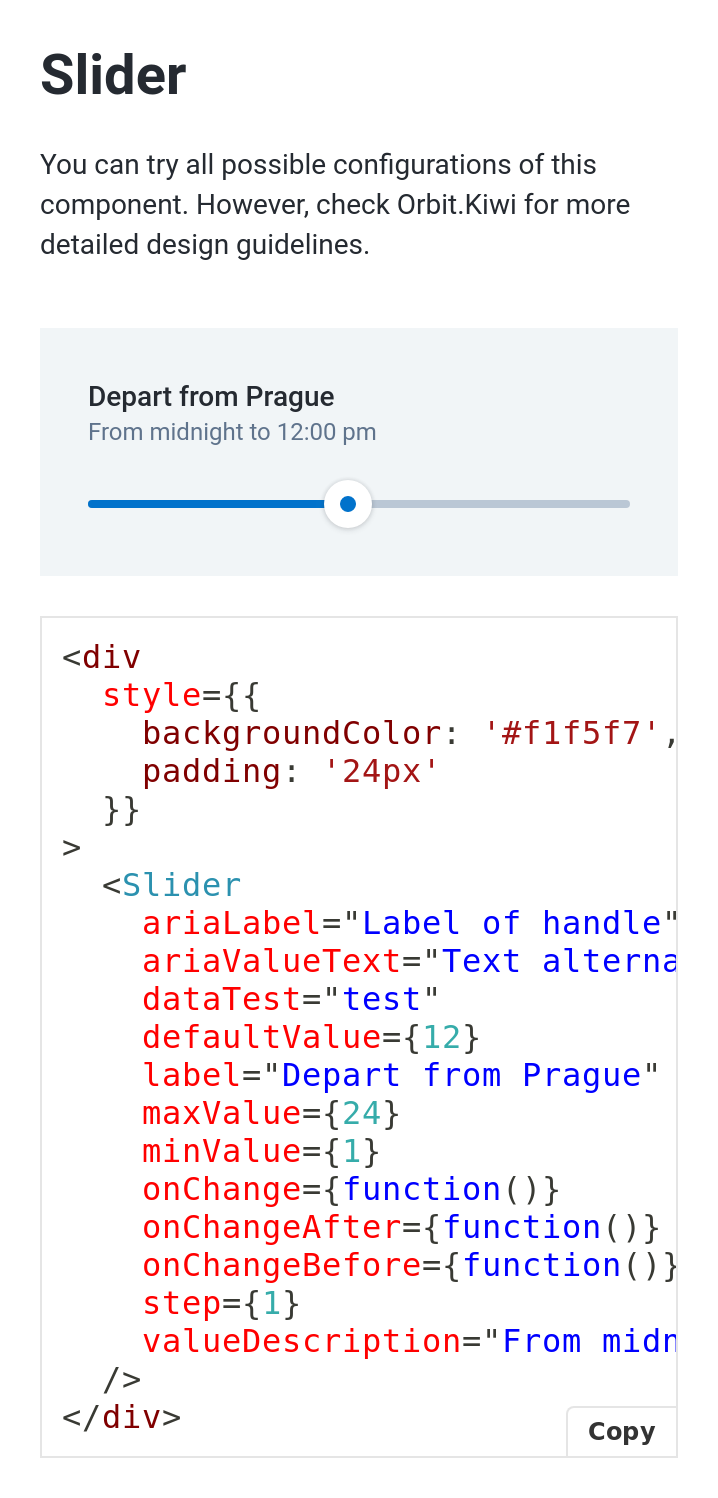 Slider
You can try all possible configurations of this
component. However, check Orbit.Kiwi for more
detailed design guidelines.
Depart from Prague
From midnight to 12:00 pm
<div
  style={{
    backgroundColor: '#f1f5f7',
    padding: '24px'
  }}
>
  <Slider
    ariaLabel="Label of handle"
    ariaValueText="Text alterna
    dataTest="test"
    defaultValue={12}
    label="Depart from Prague"
    maxValue={24}
    minValue={1}
    onChange={function()}
    onChangeAfter={function()}
    onChangeBefore={function()}
    step={1}
    valueDescription="From midn
  />
</div>
Copy